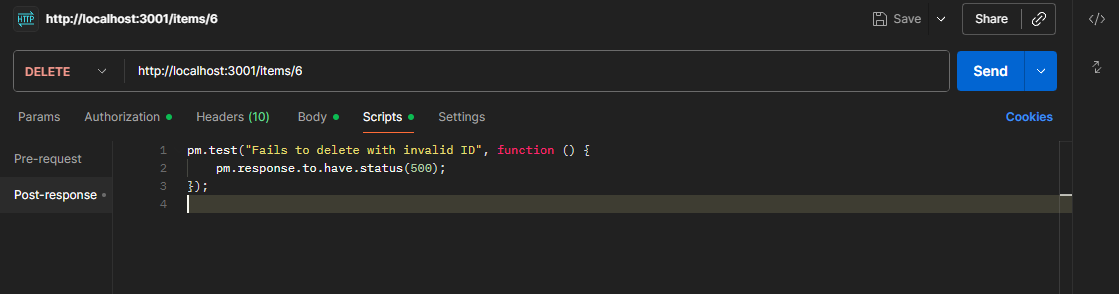 HTTP http://localhost:3001/items/6 Save Share </>
DELETE http://localhost:3001/items/6 Send
Params Authorization Headers (10) Body Scripts Settings Cookies
Pre-request
Post-response
1 pm.test("Fails to delete with invalid ID", function () {
2 pm.response.to.have.status(500);
3 });
4